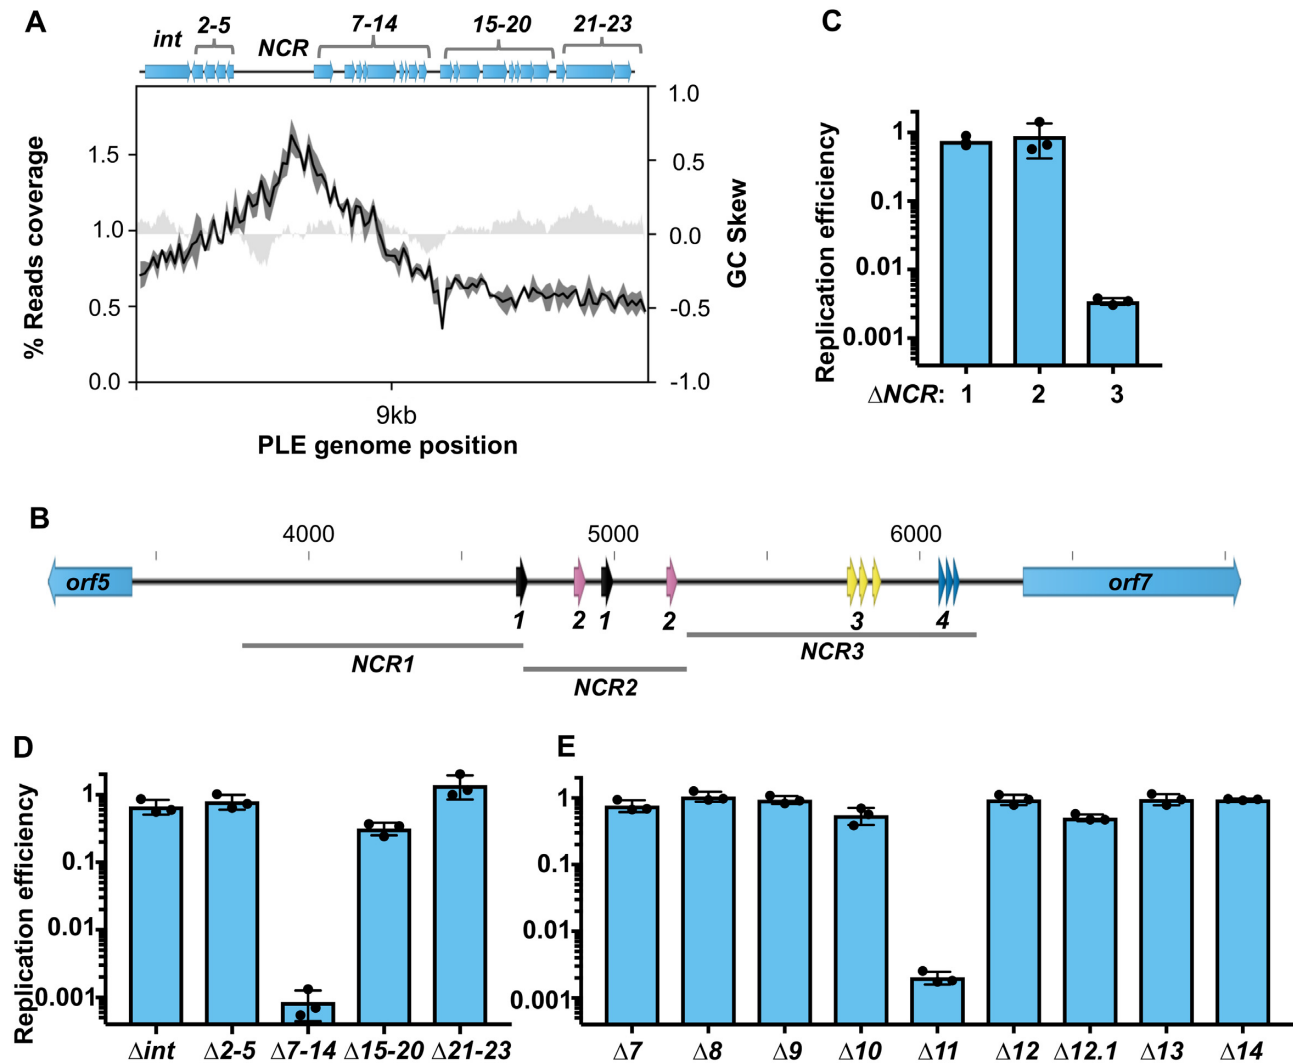 A
int 2-5 NCR 7-14 15-20 21-23
% Reads coverage
1.5
1.0
0.5
0.0
1.0
0.5
0.0
−0.5
-1.0
GC Skew
9kb
PLE genome position
C
Replication efficiency
1
0.1
0.01
0.001
ΔNCR: 1 2 3
B
4000 5000 6000
orf5 orf7
1 2 1 2 3 4
NCR1 NCR2 NCR3
D
Replication efficiency
1
0.1
0.01
0.001
Δint Δ2-5 Δ7-14 Δ15-20 Δ21-23
E
1
0.1
0.01
0.001
Δ7 Δ8 Δ9 Δ10 Δ11 Δ12 Δ12.1 Δ13 Δ14